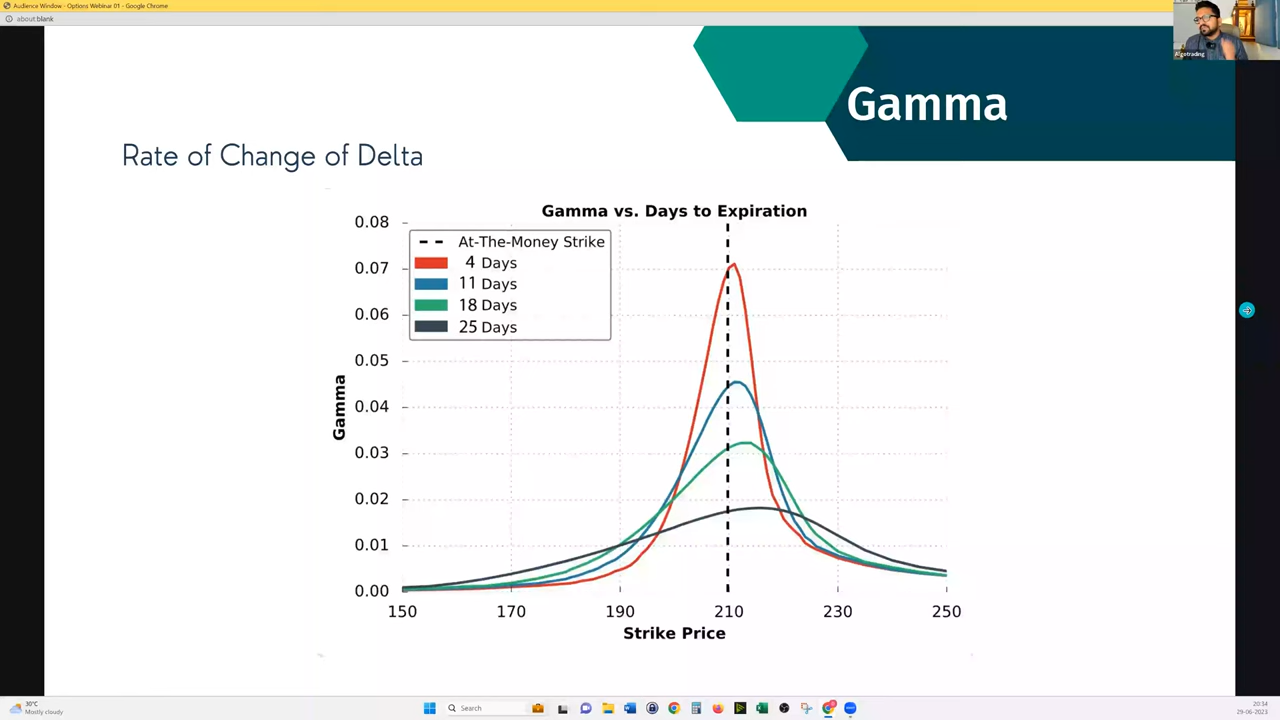 Audience Window - Options Webinar 01 - Google Chrome
about:blank
Algotrading
Gamma
Rate of Change of Delta
Gamma vs. Days to Expiration
At-The-Money Strike
4 Days
11 Days
18 Days
25 Days
0.08
0.07
0.06
0.05
0.04
0.03
0.02
0.01
0.00
Gamma
150 170 190 210 230 250
Strike Price
30°C
Mostly cloudy
Search
20:34
29-06-2023